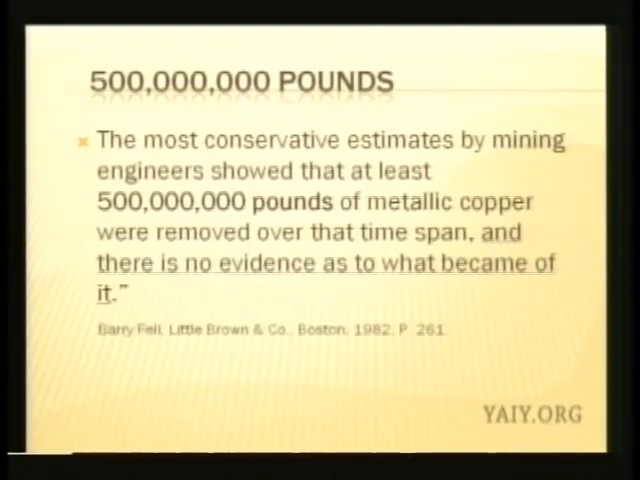 500,000,000 POUNDS
The most conservative estimates by mining
engineers showed that at least
500,000,000 pounds of metallic copper
were removed over that time span, and
there is no evidence as to what became of
it.”
Barry Fell, Little Brown & Co., Boston, 1982, P. 261.
YAIY.ORG